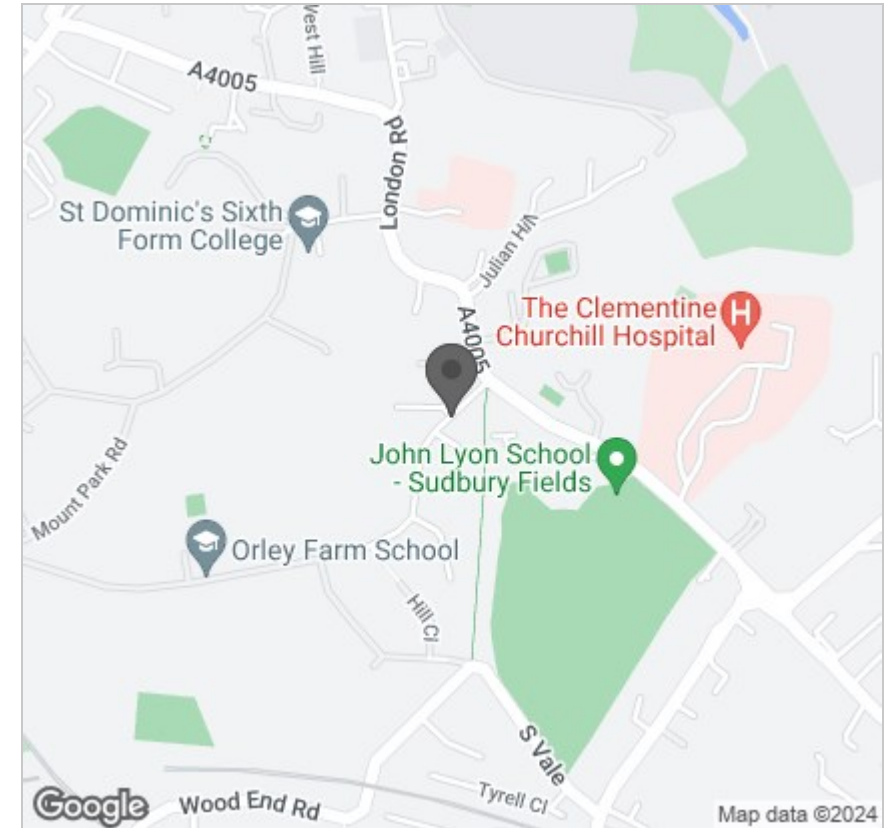 West Hill
A4005
London Rd
St Dominic's Sixth
Form College
Julian Hill
The Clementine
Churchill Hospital
H
A4005
John Lyon School
- Sudbury Fields
Mount Park Rd
Orley Farm School
Hill Cl
S Vale
Tyrell Cl
Wood End Rd
Google
Map data ©2024